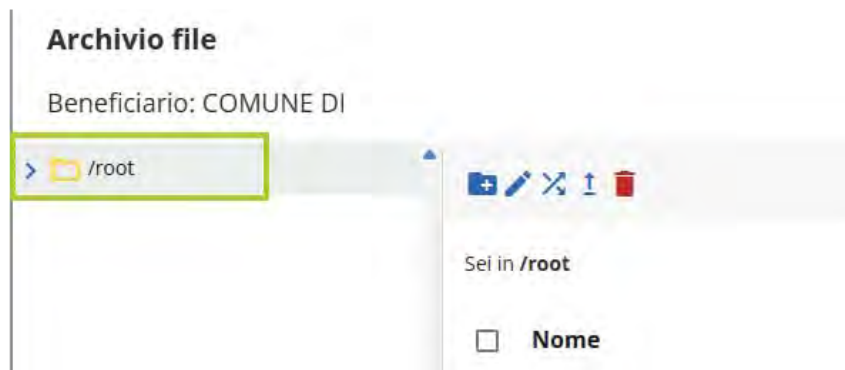 Archivio file
Beneficiario: COMUNE DI
/root
Sei in /root
Nome